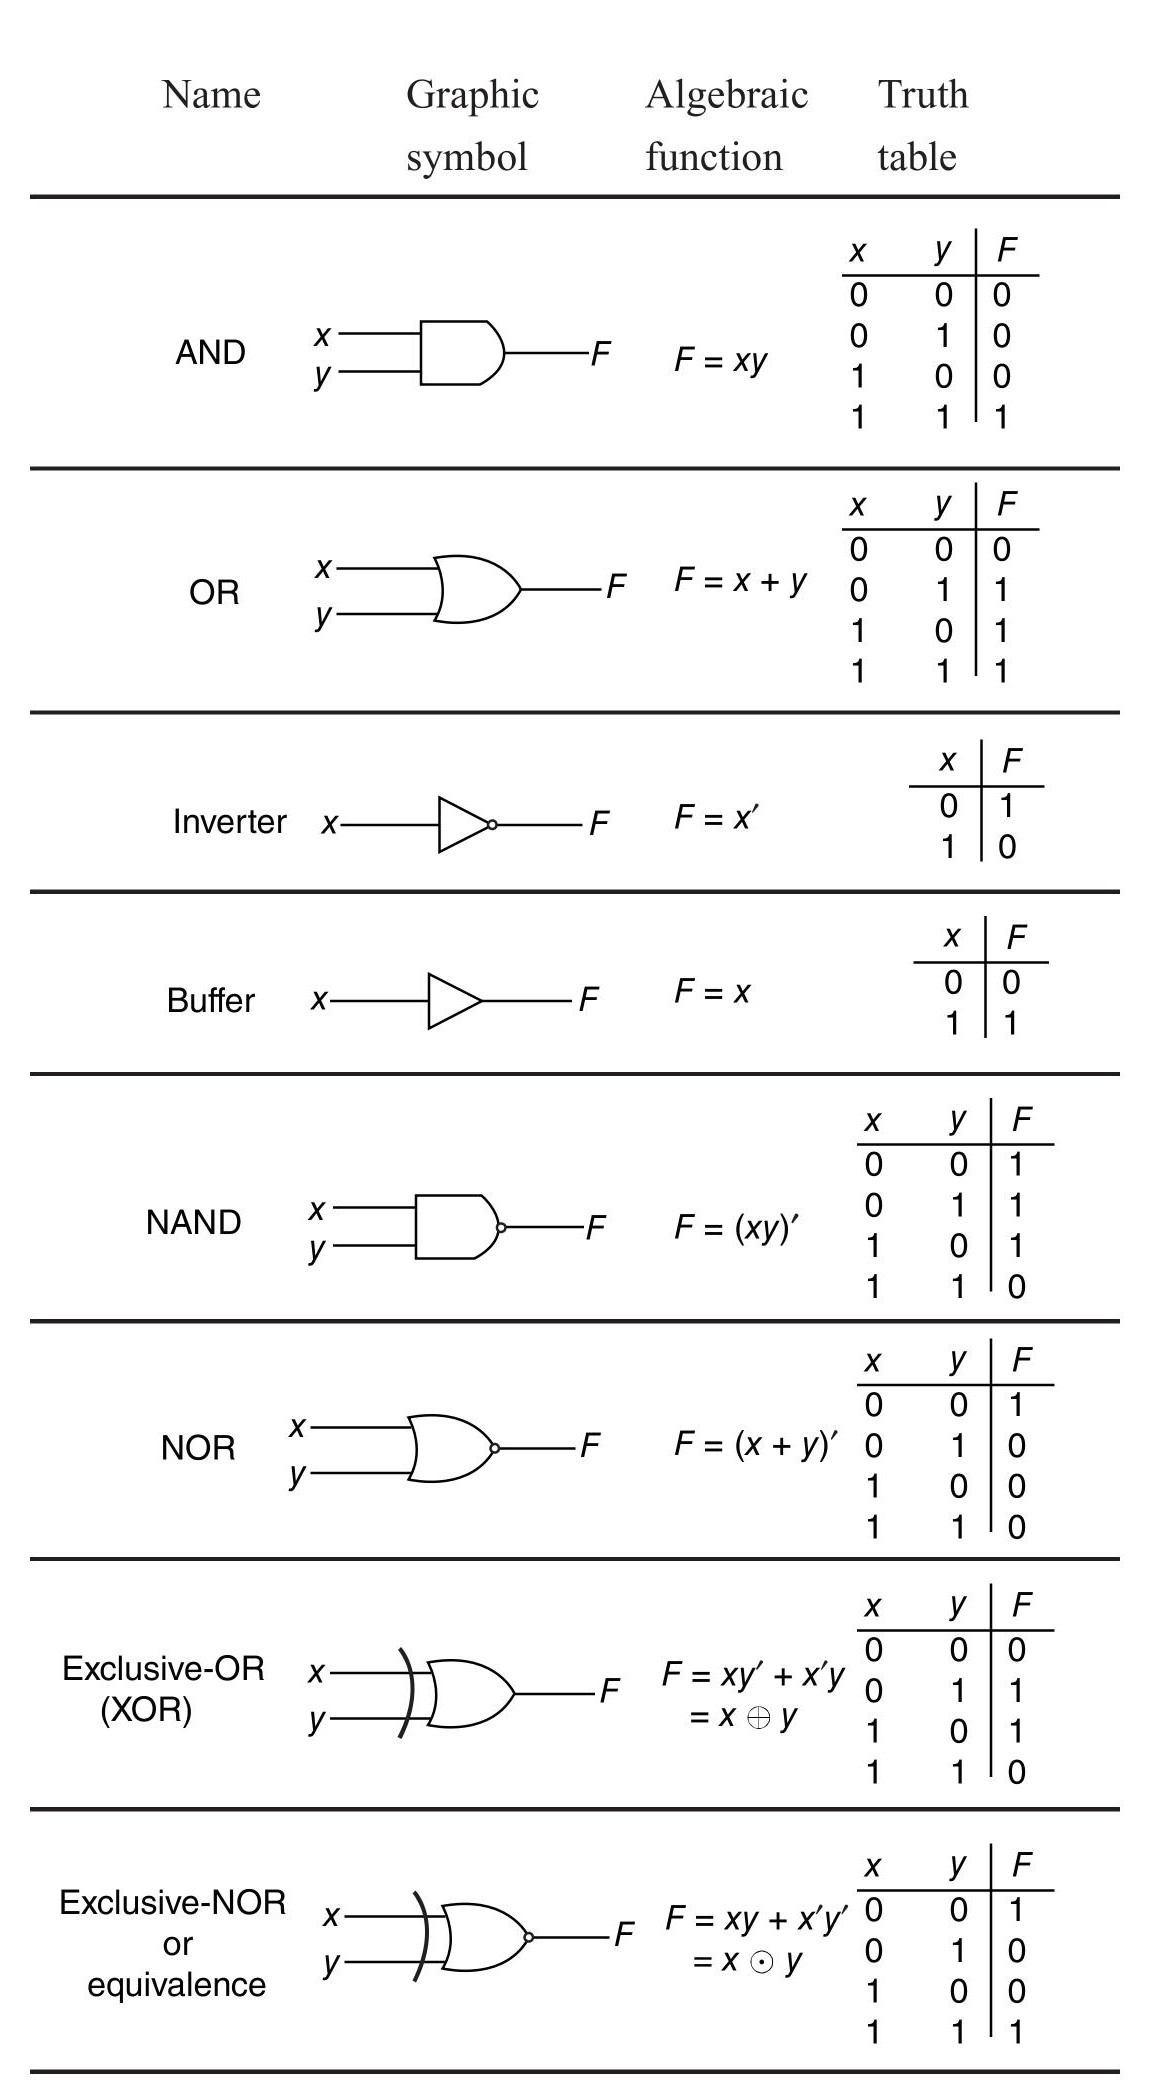 Name Graphic symbol Algebraic function Truth table
x y F
0 0 0
AND x y F F = xy 0 1 0
1 0 0
1 1 1
x y F
0 0 0
OR x y F F = x + y 0 1 1
1 0 1
1 1 1
x F
Inverter x F F = x′ 0 1
1 0
x F
Buffer x F F = x 0 0
1 1
x y F
0 0 1
NAND x y F F = (xy)′ 0 1 1
1 0 1
1 1 0
x y F
0 0 1
NOR x y F F = (x + y)′ 0 1 0
1 0 0
1 1 0
x y F
Exclusive-OR x F = xy′ + x′y 0 0 0
(XOR) y F = x ⊕ y 0 1 1
1 0 1
1 1 0
x y F
Exclusive-NOR x F = xy + x′y′ 0 0 1
or F = x ⊙ y 0 1 0
equivalence y 1 0 0
1 1 1